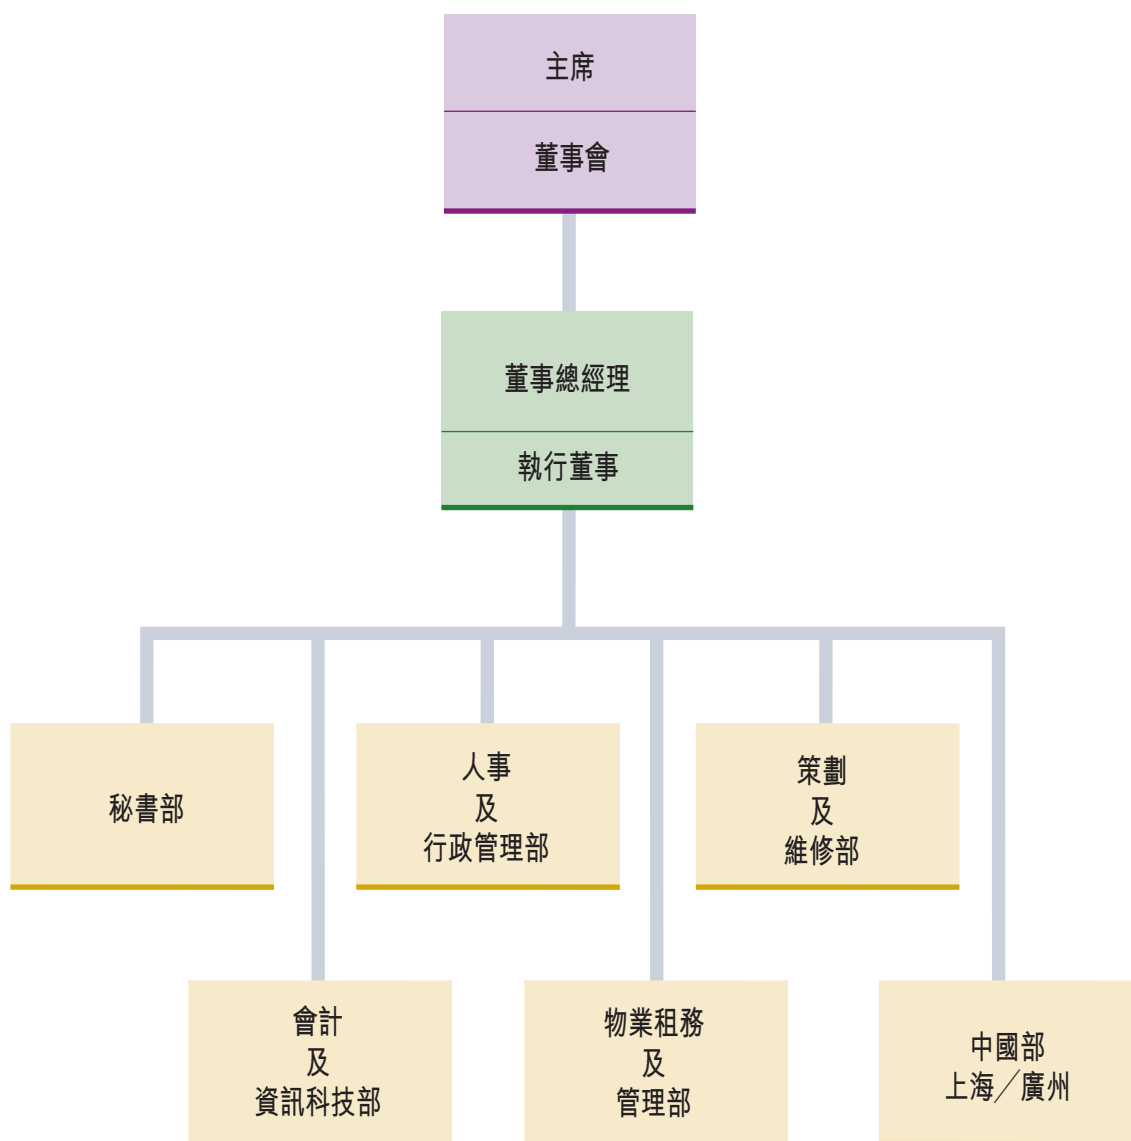 主席
董事會
董事總經理
執行董事
秘書部
人事
及
行政管理部
策劃
及
維修部
會計
及
資訊科技部
物業租務
及
管理部
中國部
上海／廣州